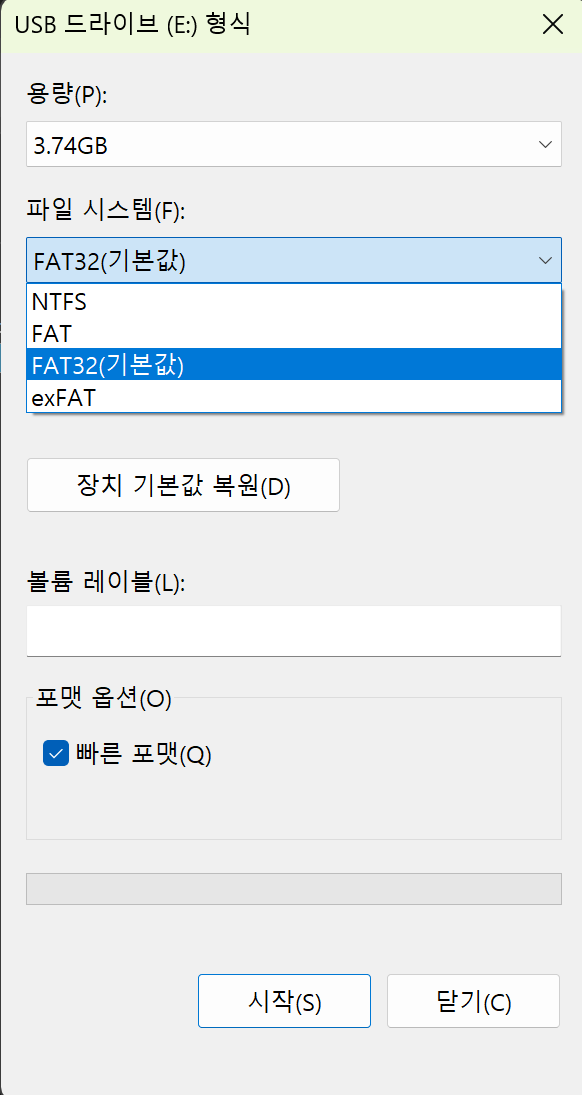 USB 드라이브 (E:) 형식
용량(P):
3.74GB
파일 시스템(F):
FAT32(기본값)
NTFS
FAT
FAT32(기본값)
exFAT
장치 기본값 복원(D)
볼륨 레이블(L):
포맷 옵션(O)
빠른 포맷(Q)
시작(S) 닫기(C)